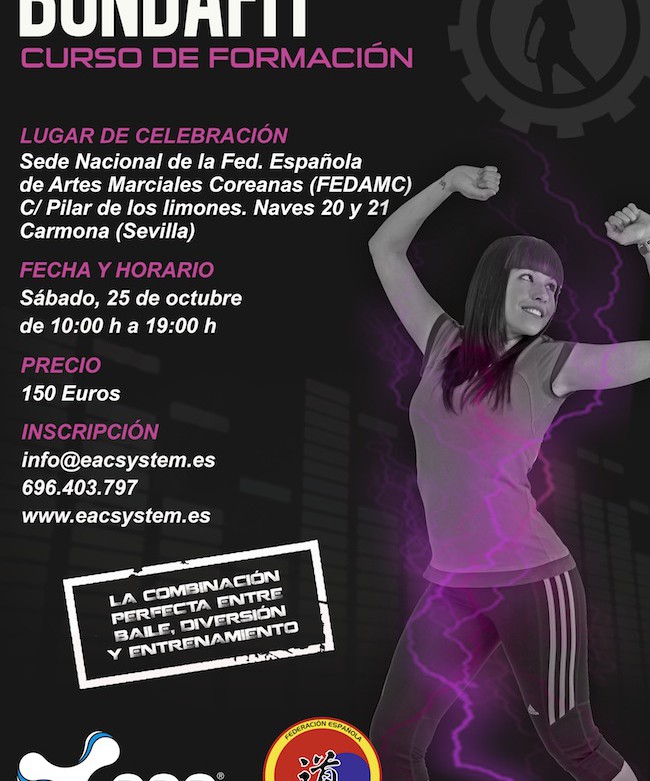 BONDAFIT
CURSO DE FORMACIÓN
LUGAR DE CELEBRACIÓN
Sede Nacional de la Fed. Española
de Artes Marciales Coreanas (FEDAMC)
C/ Pilar de los limones. Naves 20 y 21
Carmona (Sevilla)
FECHA Y HORARIO
Sábado, 25 de octubre
de 10:00 h a 19:00 h
PRECIO
150 Euros
INSCRIPCIÓN
info@eacsystem.es
696.403.797
www.eacsystem.es
LA COMBINACIÓN
PERFECTA ENTRE
BAILE, DIVERSIÓN
Y ENTRENAMIENTO
adidas
FEDERACIÓN ESPAÑOLA
道